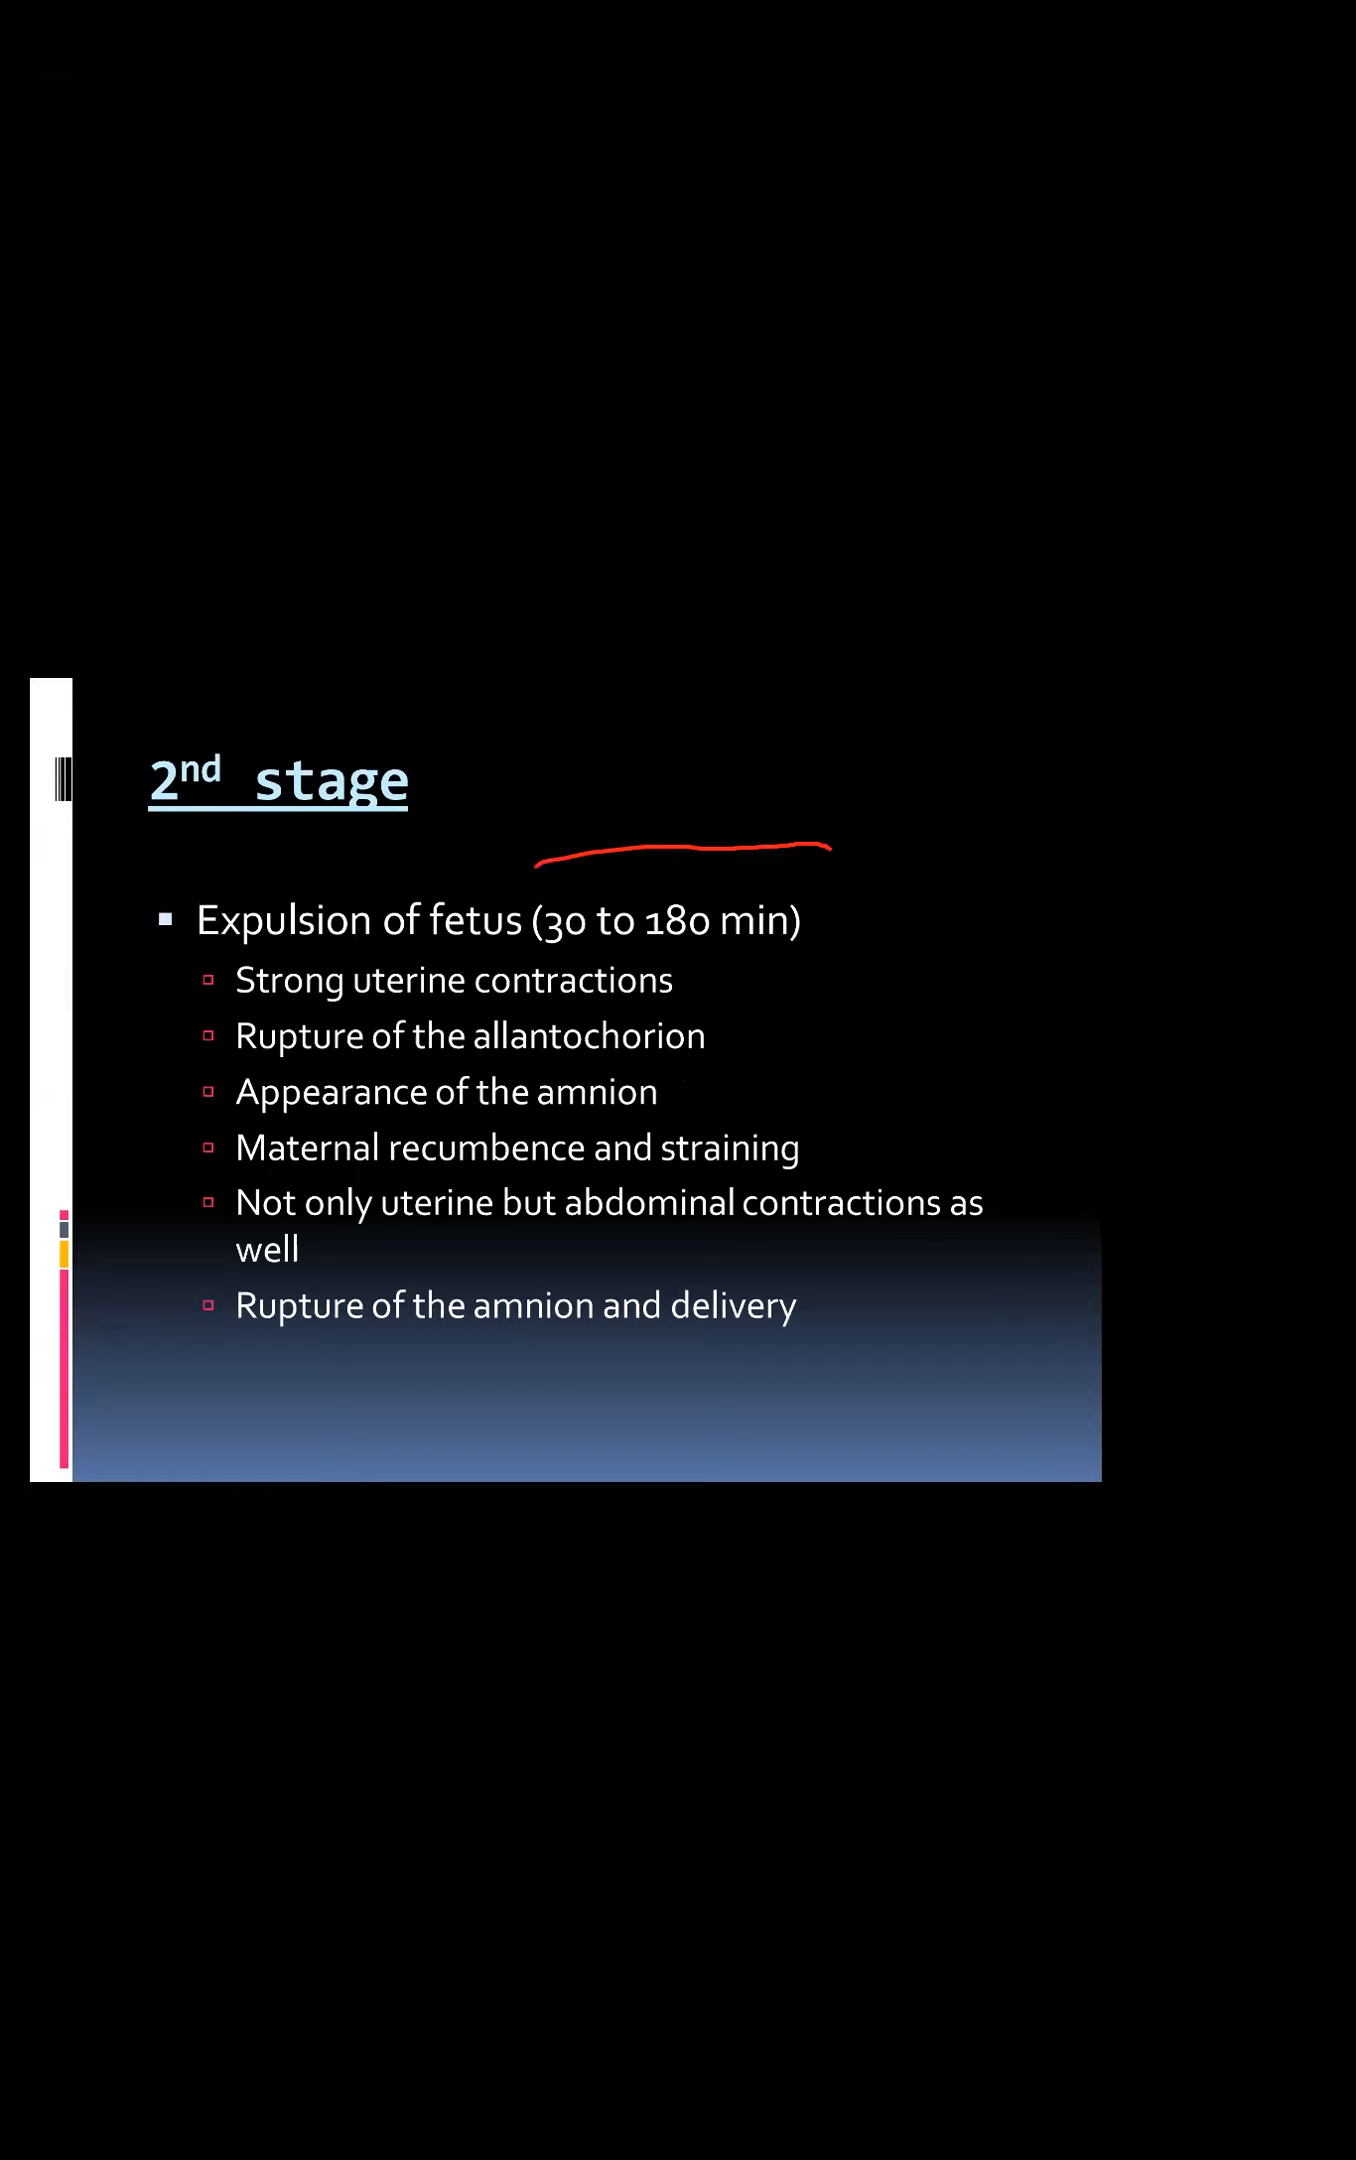 2nd stage
Expulsion of fetus (30 to 180 min)
Strong uterine contractions
Rupture of the allantochorion
Appearance of the amnion
Maternal recumbence and straining
Not only uterine but abdominal contractions as
well
Rupture of the amnion and delivery